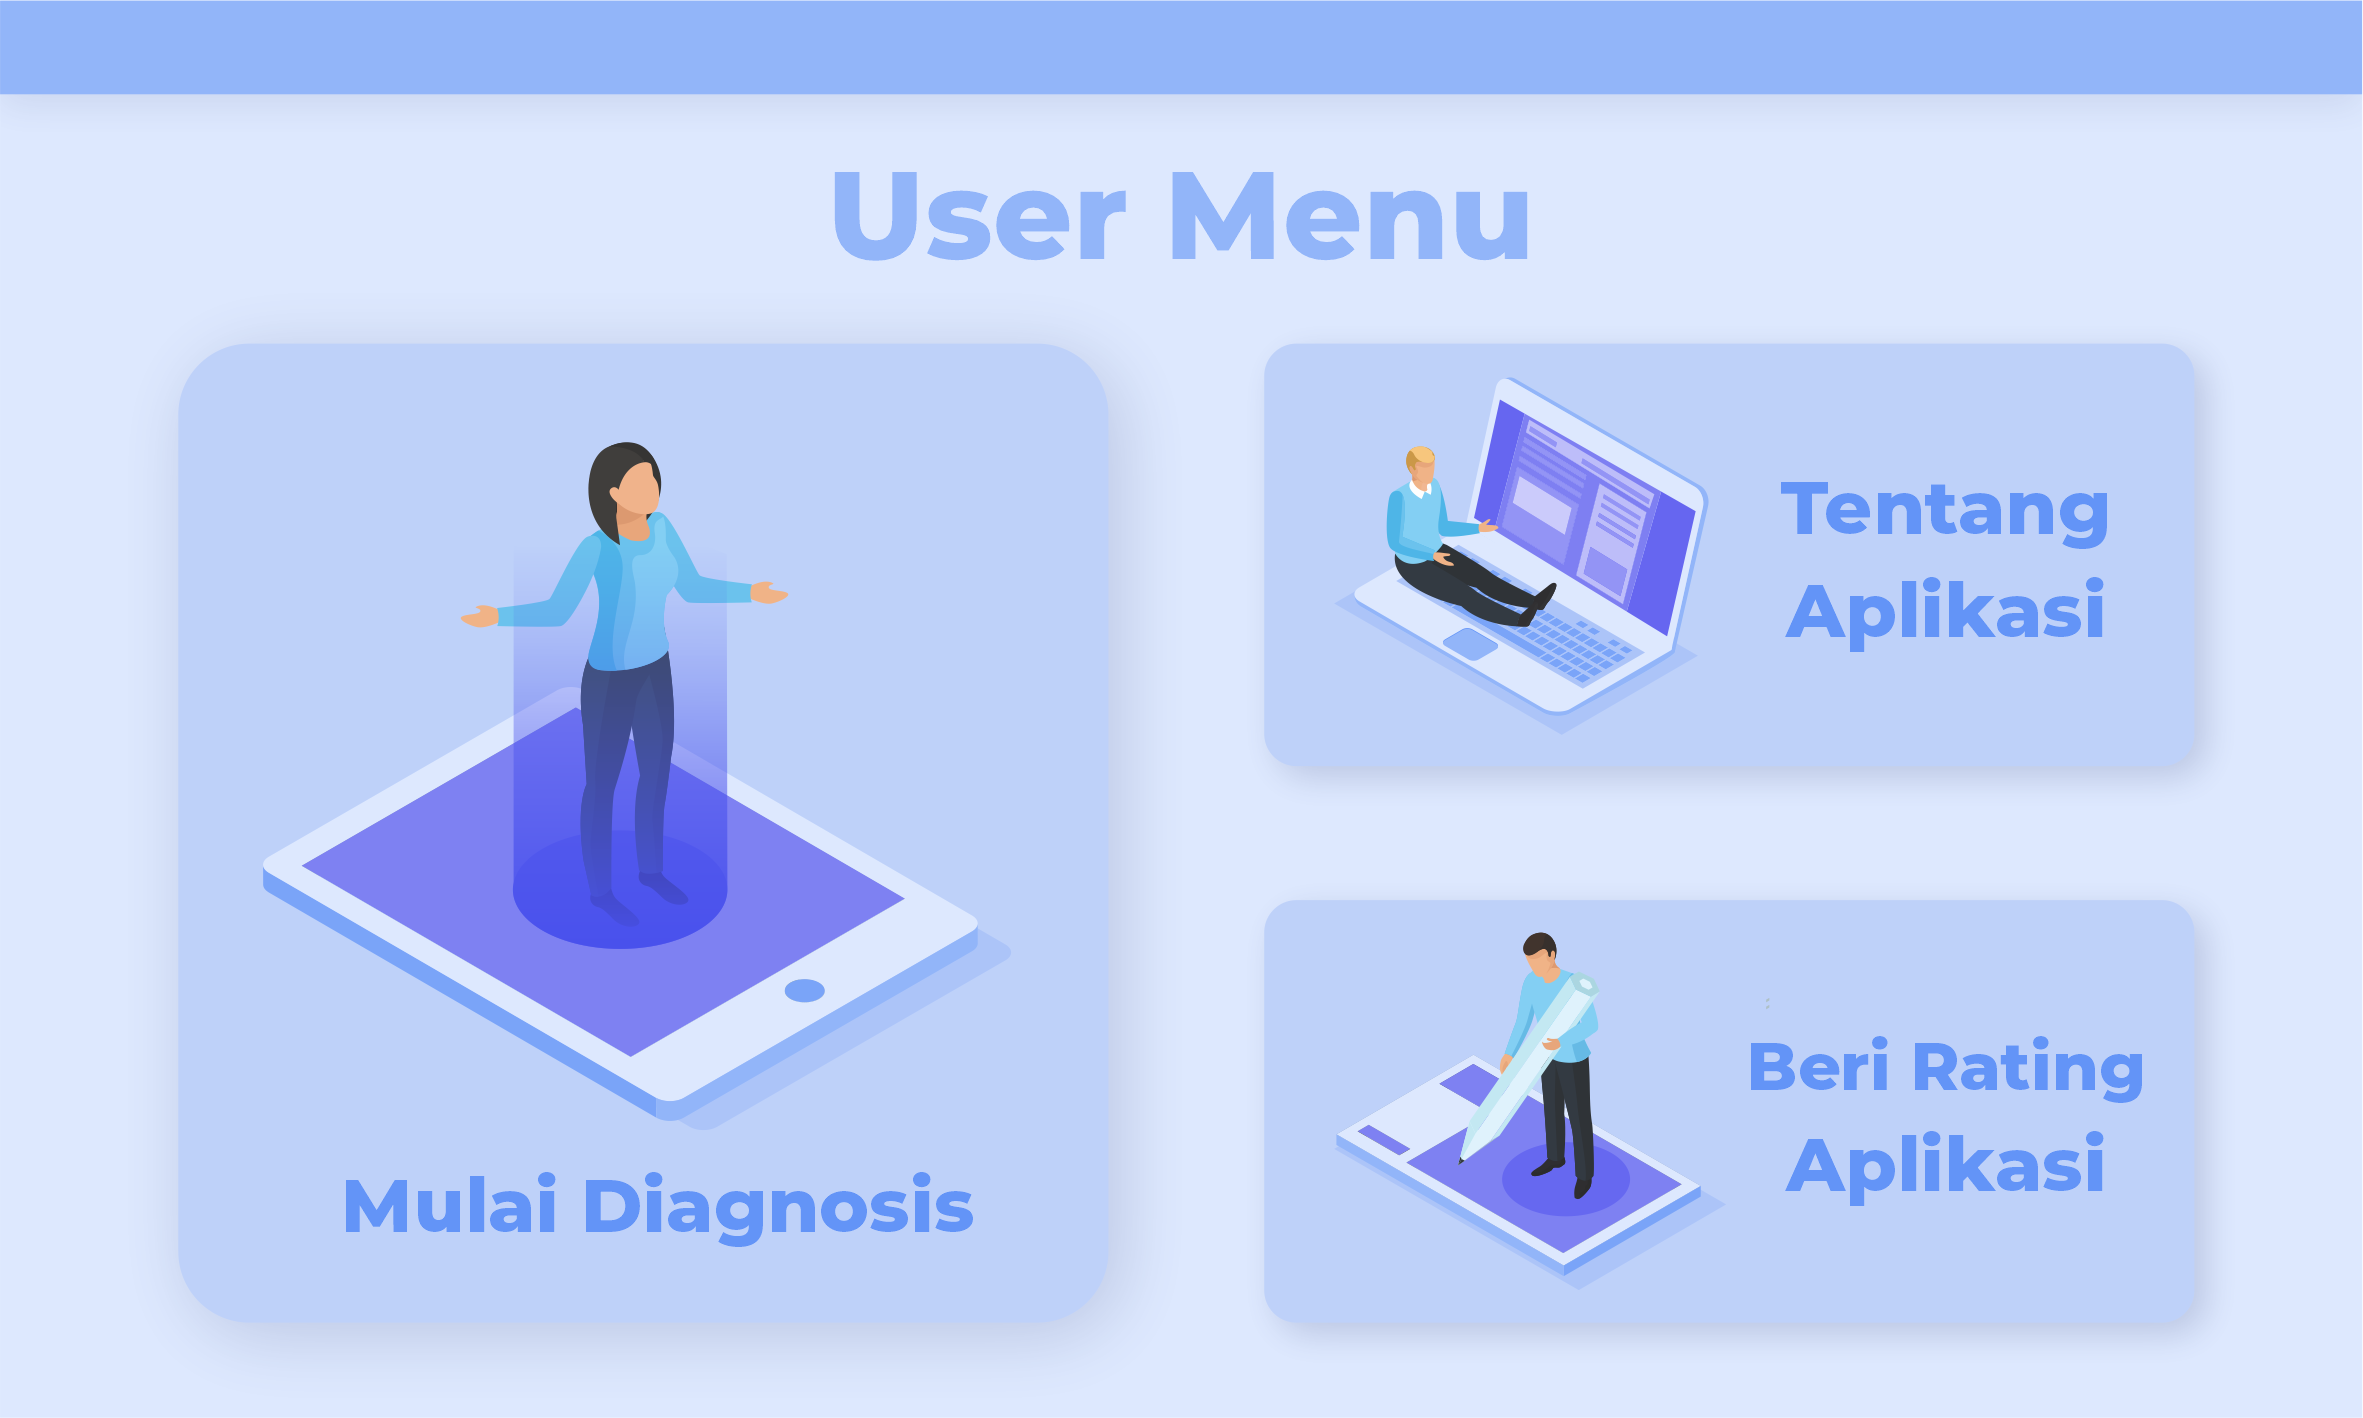 User Menu
Mulai Diagnosis
Tentang
Aplikasi
Beri Rating
Aplikasi